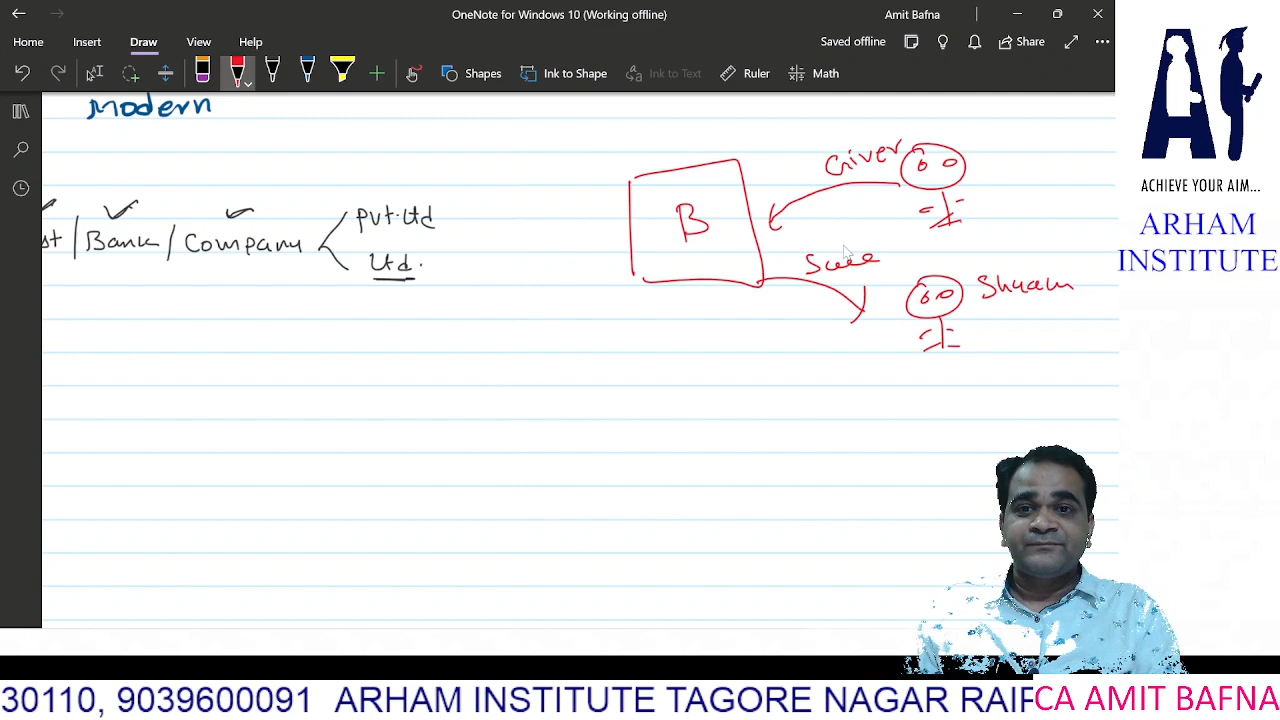 OneNote for Windows 10 (Working offline)
Amit Bafna
Home Insert Draw View Help
Saved offline
Share
Shapes
Ink to Shape
Ink to Text
Ruler
Math
Modern
Giver
Pvt. Ltd
st / Bank / Company
Ltd.
B
Shyam
ACHIEVE YOUR AIM...
ARHAM
INSTITUTE
30110, 9039600091 ARHAM INSTITUTE TAGORE NAGAR RAIP
CA AMIT BAFNA